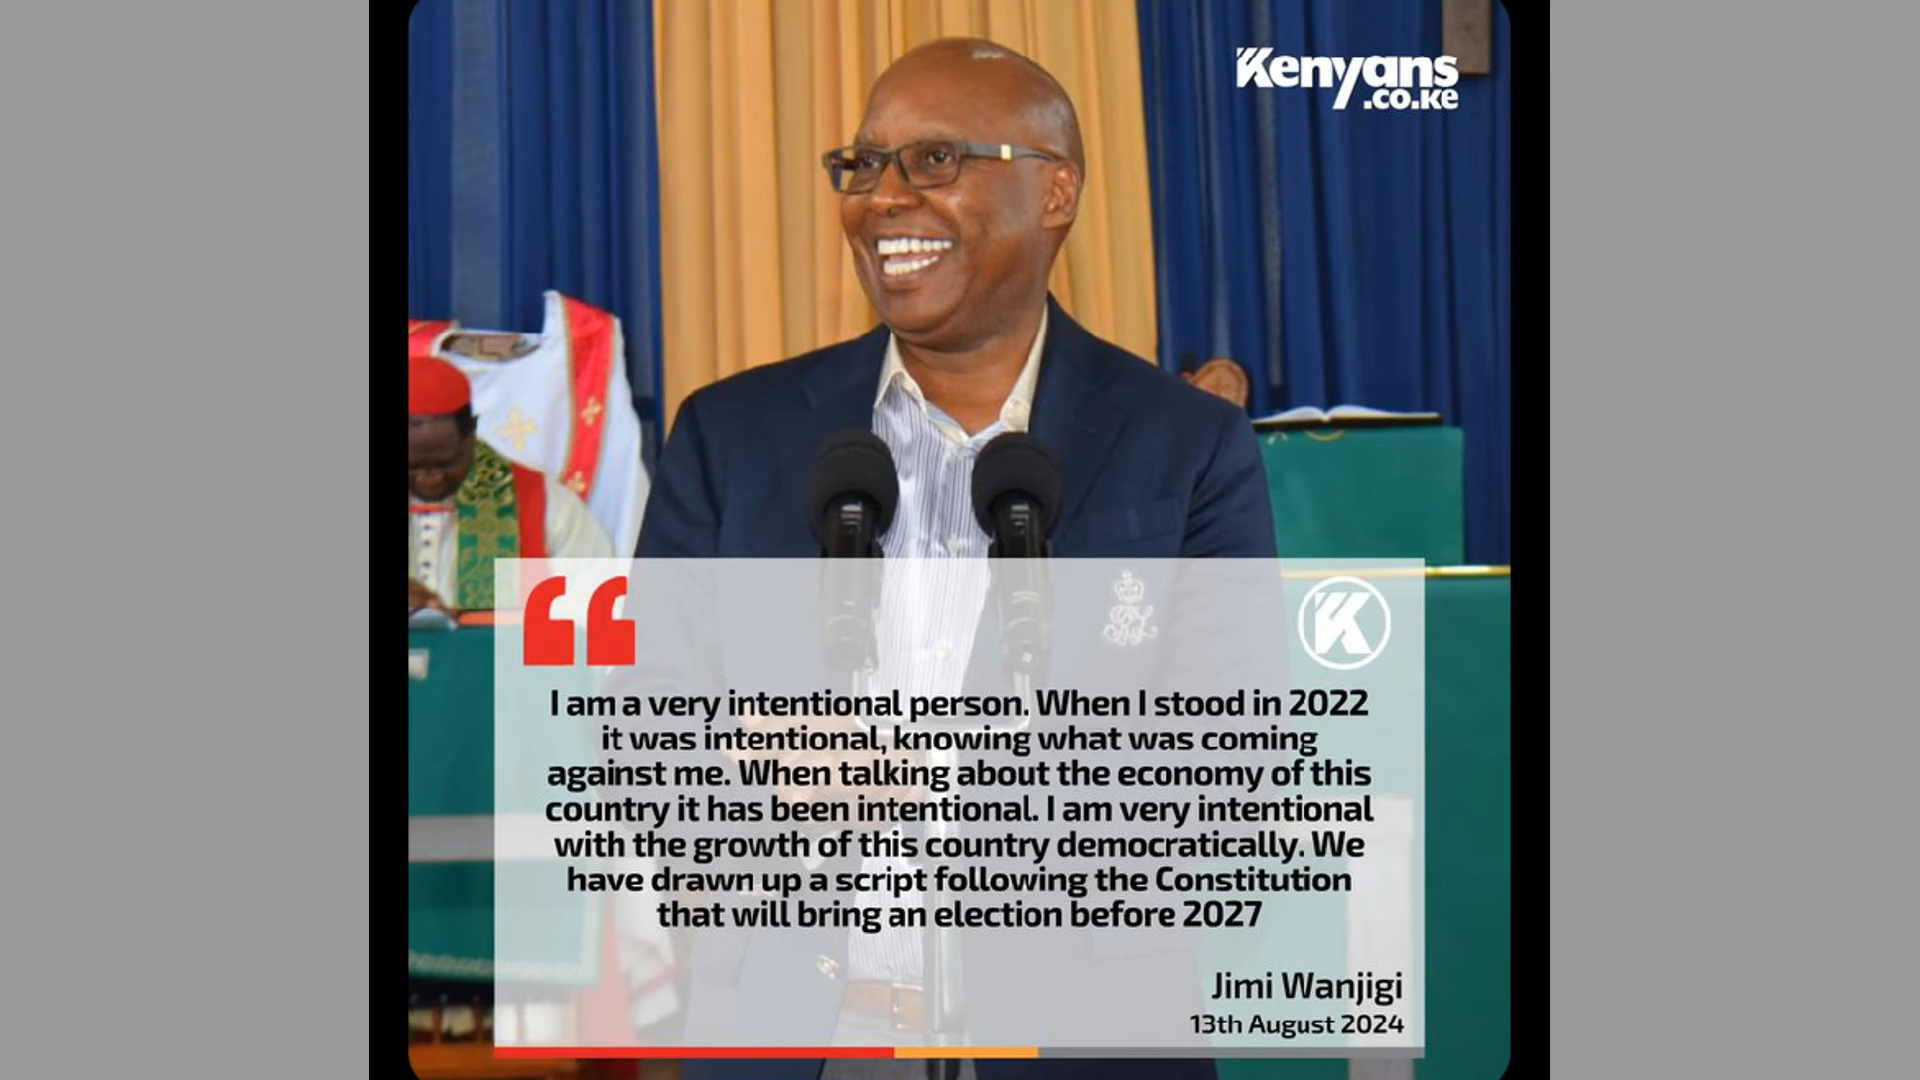 Kenyans
.co.ke
I am a very intentional person. When I stood in 2022
it was intentional, knowing what was coming
against me. When talking about the economy of this
country it has been intentional. I am very intentional
with the growth of this country democratically. We
have drawn up a script following the Constitution
that will bring an election before 2027
Jimi Wanjigi
13th August 2024